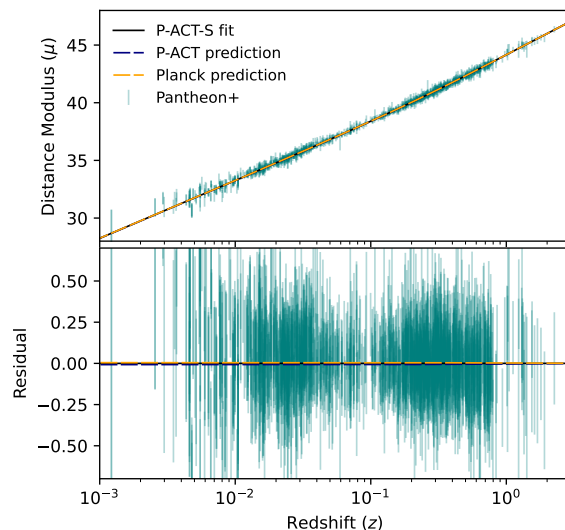 P-ACT-S fit
P-ACT prediction
Planck prediction
Pantheon+
Distance Modulus (μ)
45
40
35
30
Residual
0.50
0.25
0.00
−0.25
−0.50
10⁻³
10⁻²
10⁻¹
10⁰
Redshift (z)